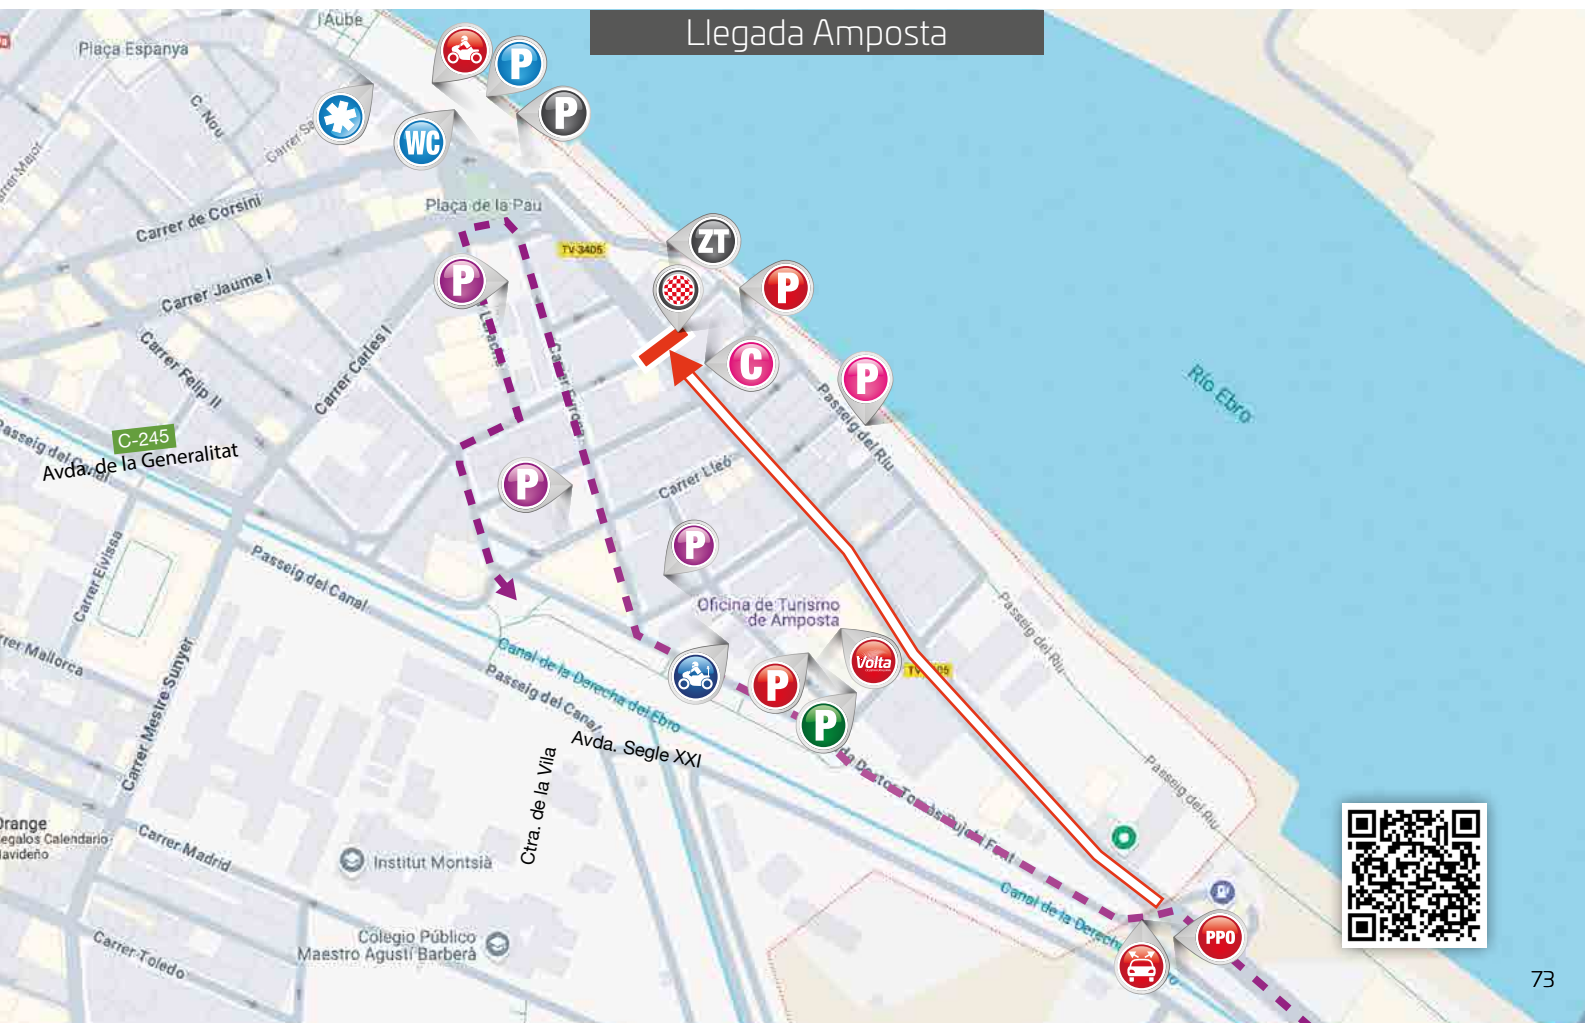 Llegada Amposta
l'Aube
Plaça Espanya
P
P
C. Nou
WC
Plaça de la Pau
Carrer de Corsini
TV-3405
ZT
P
P
Carrer Jaume I
C
P
Río Ebro
Carrer Felip II
Carrer Carles I
Passeig del Riu
C-245
Avda. de la Generalitat
Passeig del Canal
Carrer Lleó
P
P
Carrer Eivissa
Passeig del Canal
Oficina de Turismo
de Amposta
Passeig del Riu
Canal de la Derecha del Ebro
Volta
P
P
Carrer Mestre Sunyer
Passeig del Canal
Avda. Segle XXI
Ctra. de la Vila
Passeig del Riu
Carrer Madrid
Institut Montsià
Canal de la Derecha
Colegio Público
Maestro Agustí Barberà
Carrer Toledo
PPO
73